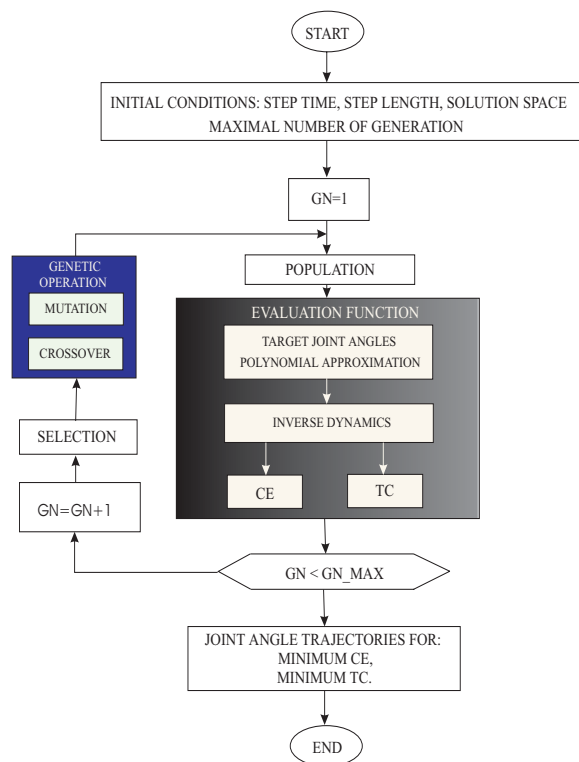 START
INITIAL CONDITIONS: STEP TIME, STEP LENGTH, SOLUTION SPACE
MAXIMAL NUMBER OF GENERATION
GN=1
GENETIC
OPERATION
MUTATION
CROSSOVER
POPULATION
EVALUATION FUNCTION
TARGET JOINT ANGLES
POLYNOMIAL APPROXIMATION
INVERSE DYNAMICS
CE
TC
SELECTION
GN=GN+1
GN < GN_MAX
JOINT ANGLE TRAJECTORIES FOR:
MINIMUM CE,
MINIMUM TC.
END